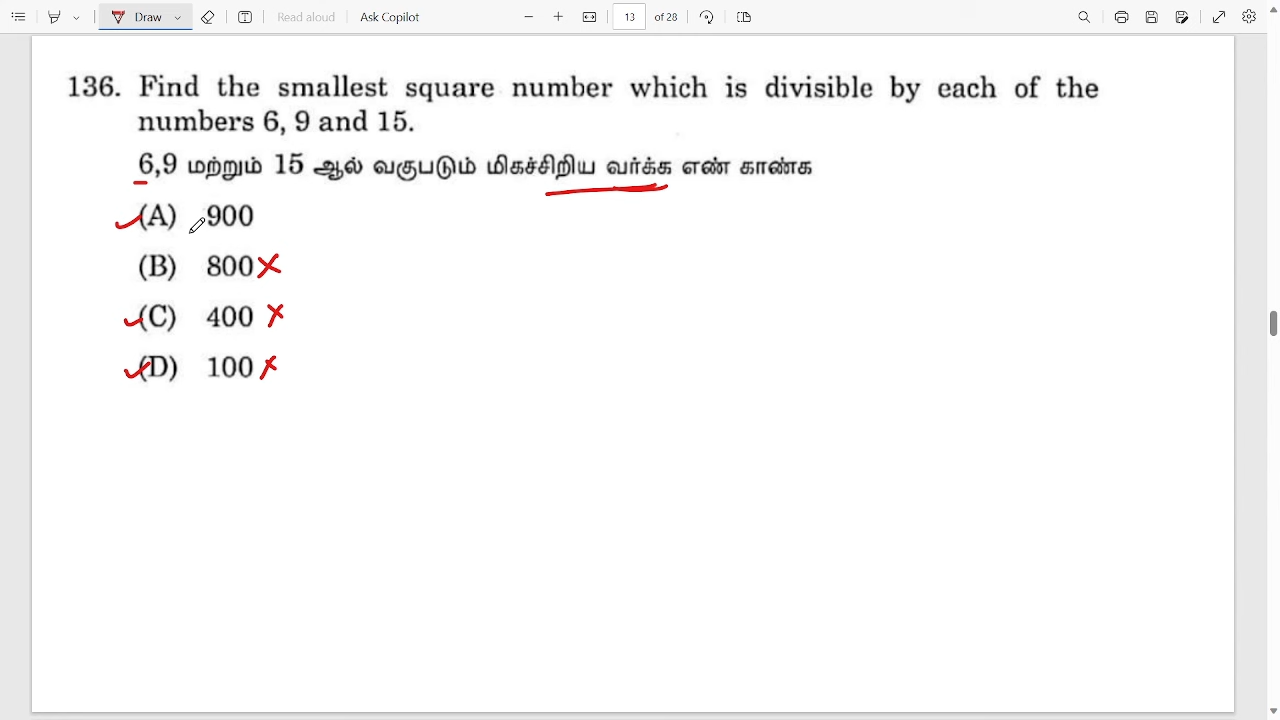 Draw
Read aloud
Ask Copilot
13
of 28
136. Find the smallest square number which is divisible by each of the
numbers 6, 9 and 15.
6,9 மற்றும் 15 ஆல் வகுபடும் மிகச்சிறிய வர்க்க எண் காண்க
(A) 900
(B) 800
(C) 400
(D) 100